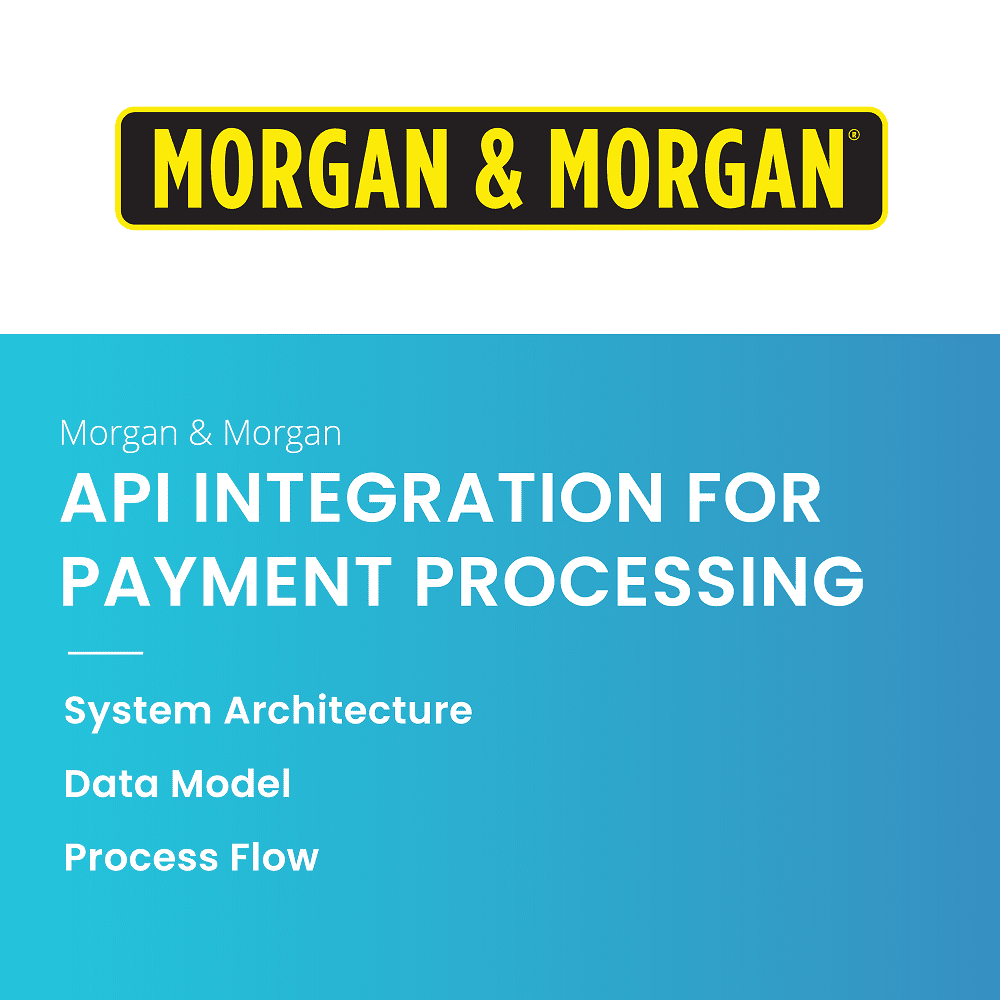 MORGAN & MORGAN®
Morgan & Morgan
API INTEGRATION FOR
PAYMENT PROCESSING
System Architecture
Data Model
Process Flow